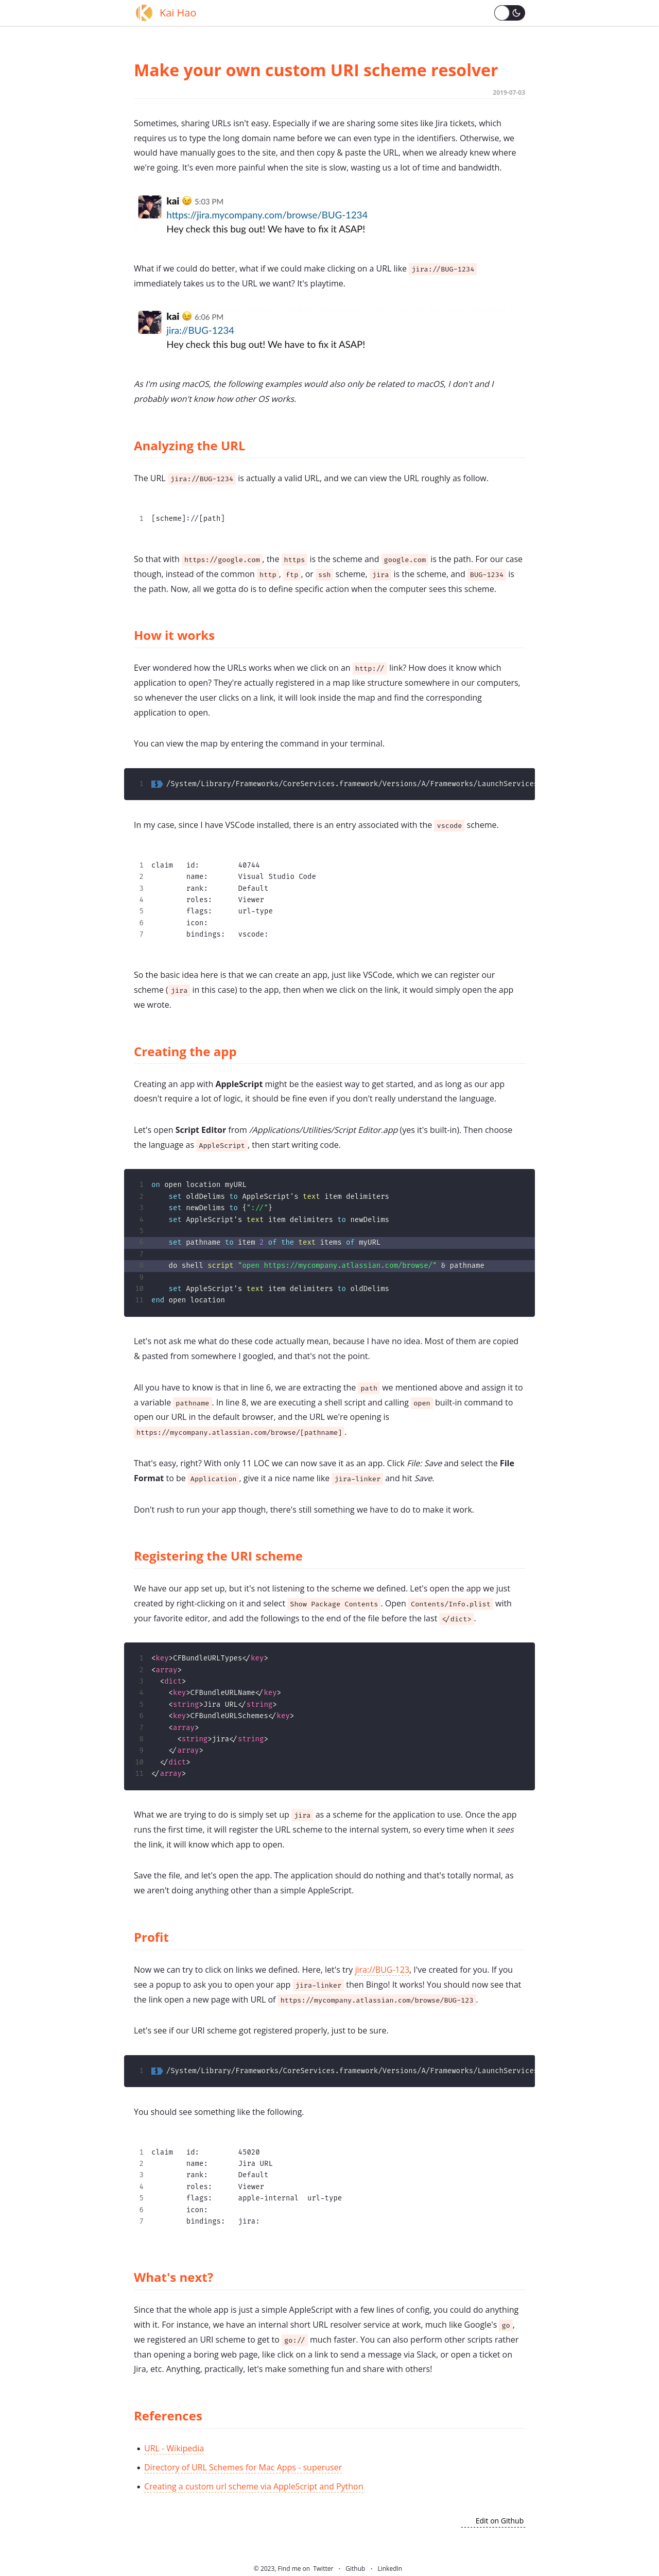 Kai Hao
Make your own custom URI scheme resolver
2019-07-03
Sometimes, sharing URLs isn't easy. Especially if we are sharing some sites like Jira tickets, which
requires us to type the long domain name before we can even type in the identifiers. Otherwise, we
would have manually goes to the site, and then copy & paste the URL, when we already knew where
we're going. It's even more painful when the site is slow, wasting us a lot of time and bandwidth.
kai 😉 5:03 PM
https://jira.mycompany.com/browse/BUG-1234
Hey check this bug out! We have to fix it ASAP!
What if we could do better, what if we could make clicking on a URL like jira://BUG-1234
immediately takes us to the URL we want? It's playtime.
kai 😉 6:06 PM
jira://BUG-1234
Hey check this bug out! We have to fix it ASAP!
As I'm using macOS, the following examples would also only be related to macOS, I don't and I
probably won't know how other OS works.
Analyzing the URL
The URL jira://BUG-1234 is actually a valid URL, and we can view the URL roughly as follow.
1 [scheme]://[path]
So that with https://google.com, the https is the scheme and google.com is the path. For our case
though, instead of the common http, ftp, or ssh scheme, jira is the scheme, and BUG-1234 is
the path. Now, all we gotta do is to define specific action when the computer sees this scheme.
How it works
Ever wondered how the URLs works when we click on an http:// link? How does it know which
application to open? They're actually registered in a map like structure somewhere in our computers,
so whenever the user clicks on a link, it will look inside the map and find the corresponding
application to open.
You can view the map by entering the command in your terminal.
1 $ /System/Library/Frameworks/CoreServices.framework/Versions/A/Frameworks/LaunchServices
In my case, since I have VSCode installed, there is an entry associated with the vscode scheme.
1 claim id: 40744
2 name: Visual Studio Code
3 rank: Default
4 roles: Viewer
5 flags: url-type
6 icon:
7 bindings: vscode:
So the basic idea here is that we can create an app, just like VSCode, which we can register our
scheme (jira in this case) to the app, then when we click on the link, it would simply open the app
we wrote.
Creating the app
Creating an app with AppleScript might be the easiest way to get started, and as long as our app
doesn't require a lot of logic, it should be fine even if you don't really understand the language.
Let's open Script Editor from /Applications/Utilities/Script Editor.app (yes it's built-in). Then choose
the language as AppleScript, then start writing code.
1 on open location myURL
2 set oldDelims to AppleScript's text item delimiters
3 set newDelims to {"://"}
4 set AppleScript's text item delimiters to newDelims
5
6 set pathname to item 2 of the text items of myURL
7
8 do shell script "open https://mycompany.atlassian.com/browse/" & pathname
9
10 set AppleScript's text item delimiters to oldDelims
11 end open location
Let's not ask me what do these code actually mean, because I have no idea. Most of them are copied
& pasted from somewhere I googled, and that's not the point.
All you have to know is that in line 6, we are extracting the path we mentioned above and assign it to
a variable pathname. In line 8, we are executing a shell script and calling open built-in command to
open our URL in the default browser, and the URL we're opening is
https://mycompany.atlassian.com/browse/[pathname].
That's easy, right? With only 11 LOC we can now save it as an app. Click File: Save and select the File
Format to be Application, give it a nice name like jira-linker and hit Save.
Don't rush to run your app though, there's still something we have to do to make it work.
Registering the URI scheme
We have our app set up, but it's not listening to the scheme we defined. Let's open the app we just
created by right-clicking on it and select Show Package Contents. Open Contents/Info.plist with
your favorite editor, and add the followings to the end of the file before the last </dict>.
1 <key>CFBundleURLTypes</key>
2 <array>
3 <dict>
4 <key>CFBundleURLName</key>
5 <string>Jira URL</string>
6 <key>CFBundleURLSchemes</key>
7 <array>
8 <string>jira</string>
9 </array>
10 </dict>
11 </array>
What we are trying to do is simply set up jira as a scheme for the application to use. Once the app
runs the first time, it will register the URL scheme to the internal system, so every time when it sees
the link, it will know which app to open.
Save the file, and let's open the app. The application should do nothing and that's totally normal, as
we aren't doing anything other than a simple AppleScript.
Profit
Now we can try to click on links we defined. Here, let's try jira://BUG-123, I've created for you. If you
see a popup to ask you to open your app jira-linker then Bingo! It works! You should now see that
the link open a new page with URL of https://mycompany.atlassian.com/browse/BUG-123.
Let's see if our URI scheme got registered properly, just to be sure.
1 $ /System/Library/Frameworks/CoreServices.framework/Versions/A/Frameworks/LaunchServices
You should see something like the following.
1 claim id: 45020
2 name: Jira URL
3 rank: Default
4 roles: Viewer
5 flags: apple-internal url-type
6 icon:
7 bindings: jira:
What's next?
Since that the whole app is just a simple AppleScript with a few lines of config, you could do anything
with it. For instance, we have an internal short URL resolver service at work, much like Google's go,
we registered an URI scheme to get to go:// much faster. You can also perform other scripts rather
than opening a boring web page, like click on a link to send a message via Slack, or open a ticket on
Jira, etc. Anything, practically, let's make something fun and share with others!
References
• URL - Wikipedia
• Directory of URL Schemes for Mac Apps - superuser
• Creating a custom url scheme via AppleScript and Python
Edit on Github
© 2023, Find me on Twitter • Github • LinkedIn